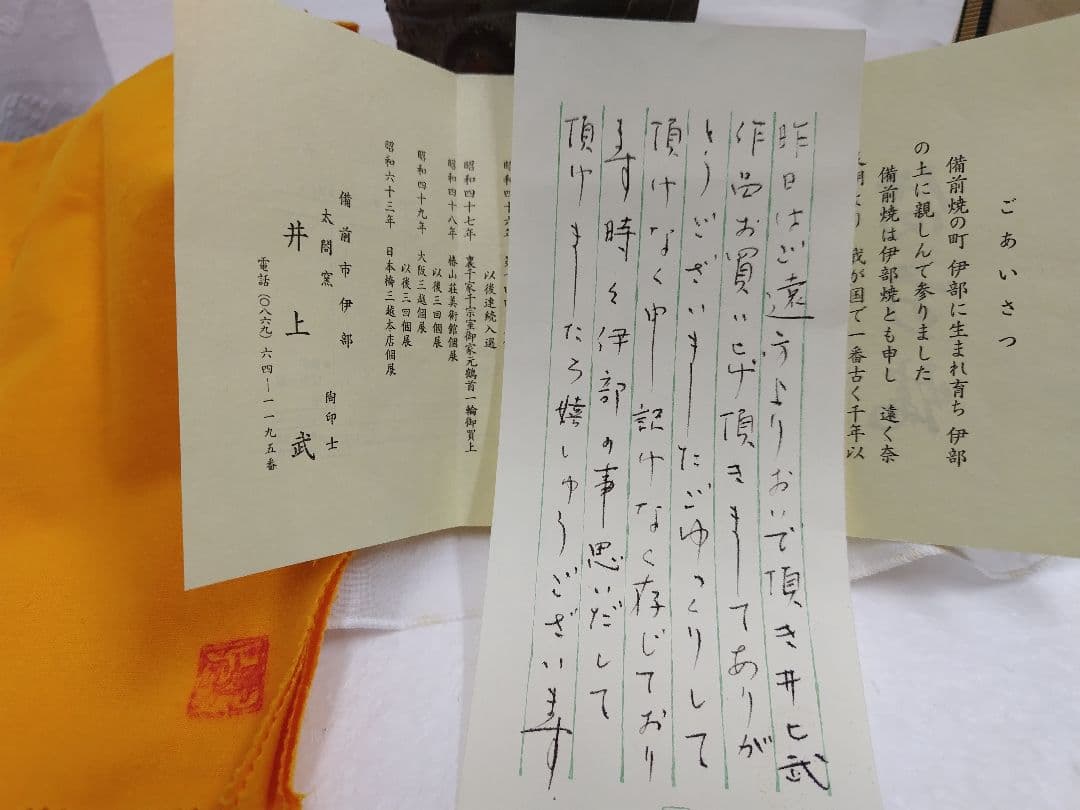 ごあいさつ
備前焼の町 伊部に生まれ育ち 伊部
の土に親しんで参りました
備前焼は伊部焼とも申し 遠く奈
我が国で一番古く千年以
昨日はご遠方よりおいで頂き井上武
作品お買い上げ頂きましてありが
とうございましたごゆっくりして
頂けなく申し訳けなく存じており
ます時々伊部の事思いだして
頂けましたら嬉しゅうございます
昭和四十七年 裏千家千宗室御家元鶴首一輪御買上
以後連続入選
昭和四十八年 椿山荘美術館個展
以後三回個展
昭和四十九年 大阪三越個展
以後三回個展
昭和六十三年 日本橋三越本店個展
備前市伊部 陶印士
太閤窯
井上 武
電話(〇八六九)六四―一一九五番